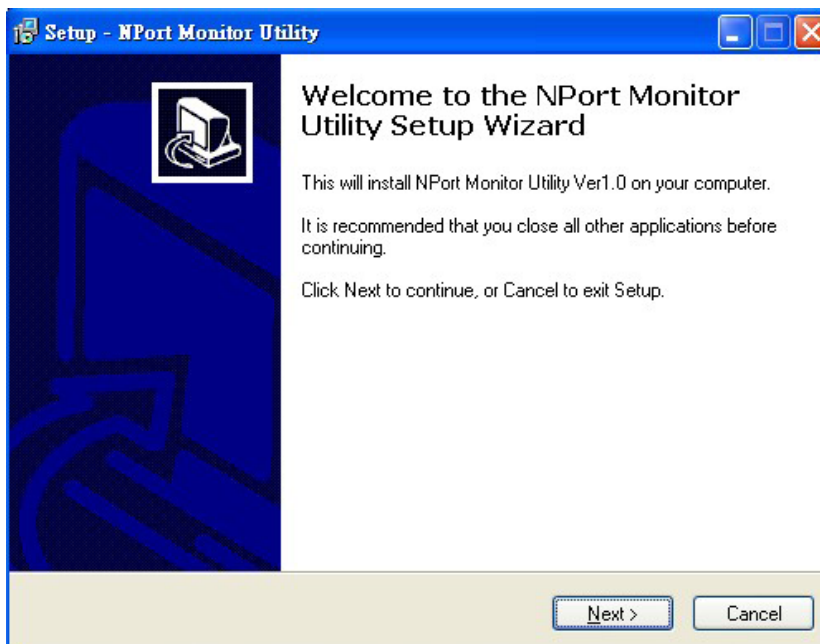 Setup - NPort Monitor Utility
Welcome to the NPort Monitor
Utility Setup Wizard
This will install NPort Monitor Utility Ver1.0 on your computer.
It is recommended that you close all other applications before
continuing.
Click Next to continue, or Cancel to exit Setup.
Next >
Cancel